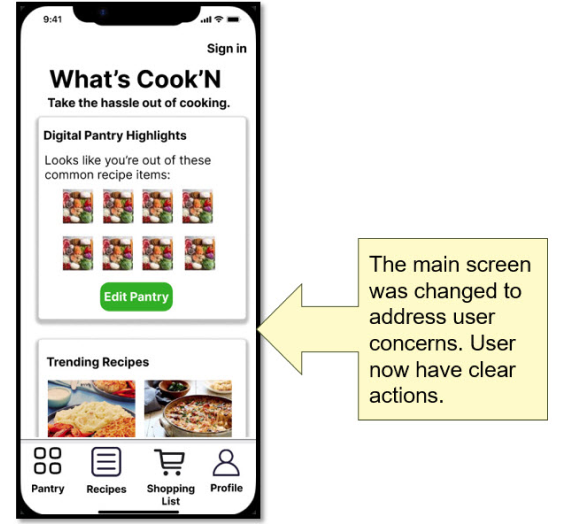 9:41
Sign in
What's Cook'N
Take the hassle out of cooking.
Digital Pantry Highlights
Looks like you're out of these
common recipe items:
Edit Pantry
Trending Recipes
Pantry
Recipes
Shopping
List
Profile
The main screen
was changed to
address user
concerns. User
now have clear
actions.